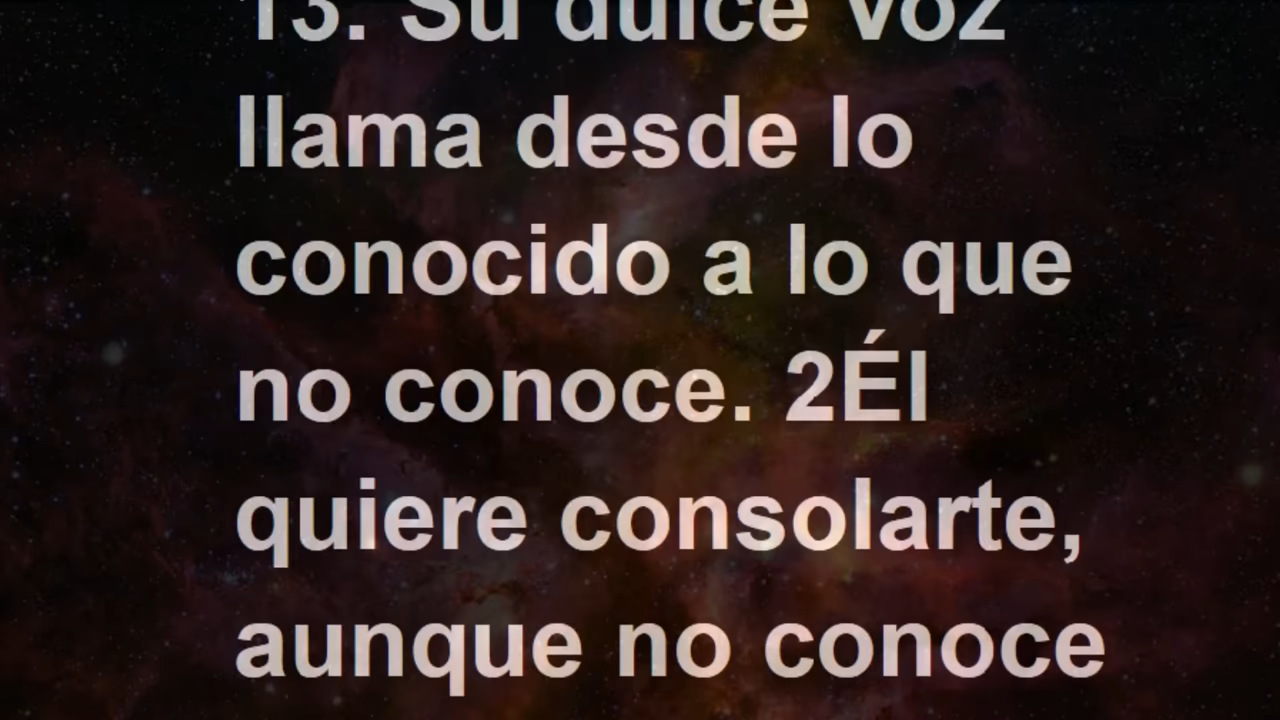 13. Su dulce Voz
llama desde lo
conocido a lo que
no conoce. 2Él
quiere consolarte,
aunque no conoce